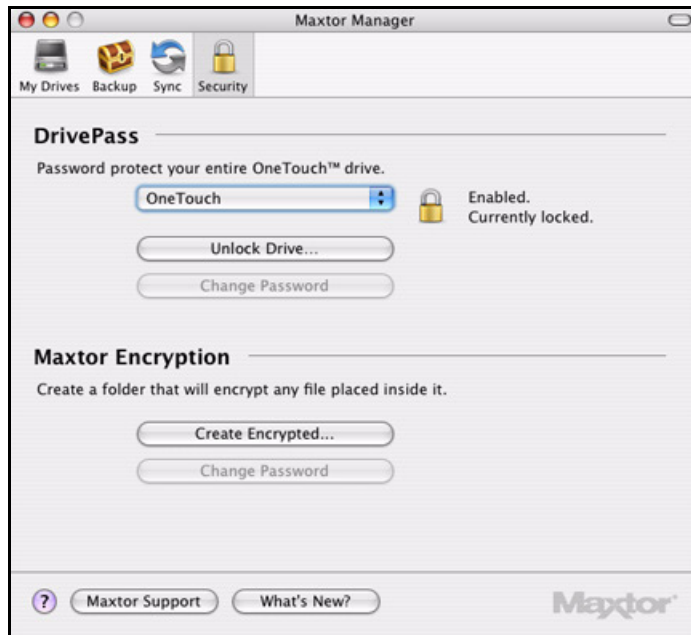 Maxtor Manager
My Drives Backup Sync Security
DrivePass
Password protect your entire OneTouch™ drive.
OneTouch
Enabled.
Currently locked.
Unlock Drive...
Change Password
Maxtor Encryption
Create a folder that will encrypt any file placed inside it.
Create Encrypted...
Change Password
? Maxtor Support What's New? Maxtor